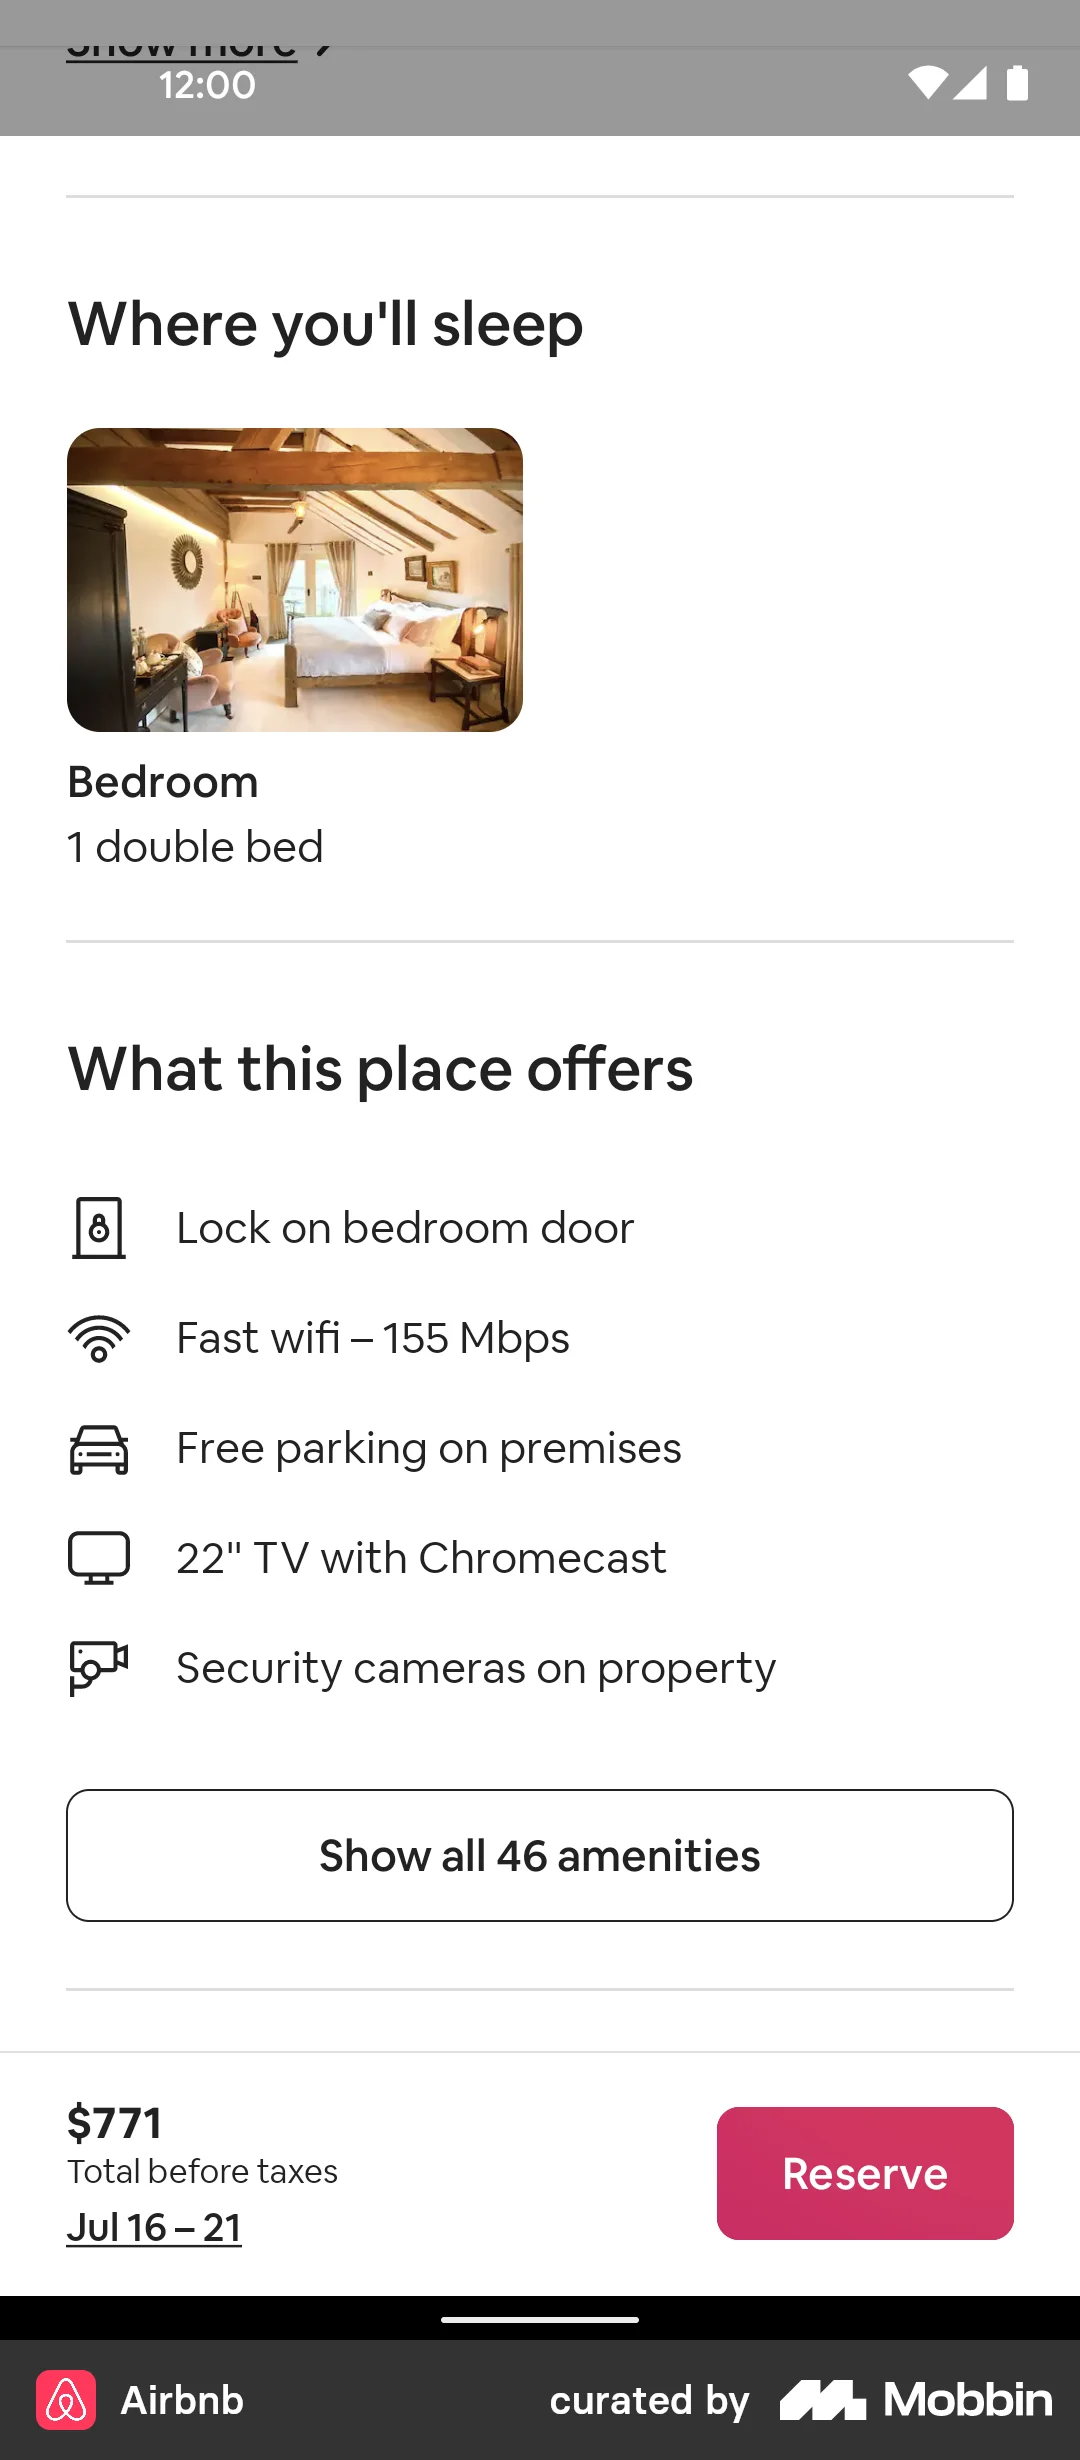 Show more
12:00
Where you'll sleep
Bedroom
1 double bed
What this place offers
Lock on bedroom door
Fast wifi – 155 Mbps
Free parking on premises
22" TV with Chromecast
Security cameras on property
Show all 46 amenities
$771
Total before taxes
Jul 16 – 21
Reserve
Airbnb
curated by Mobbin